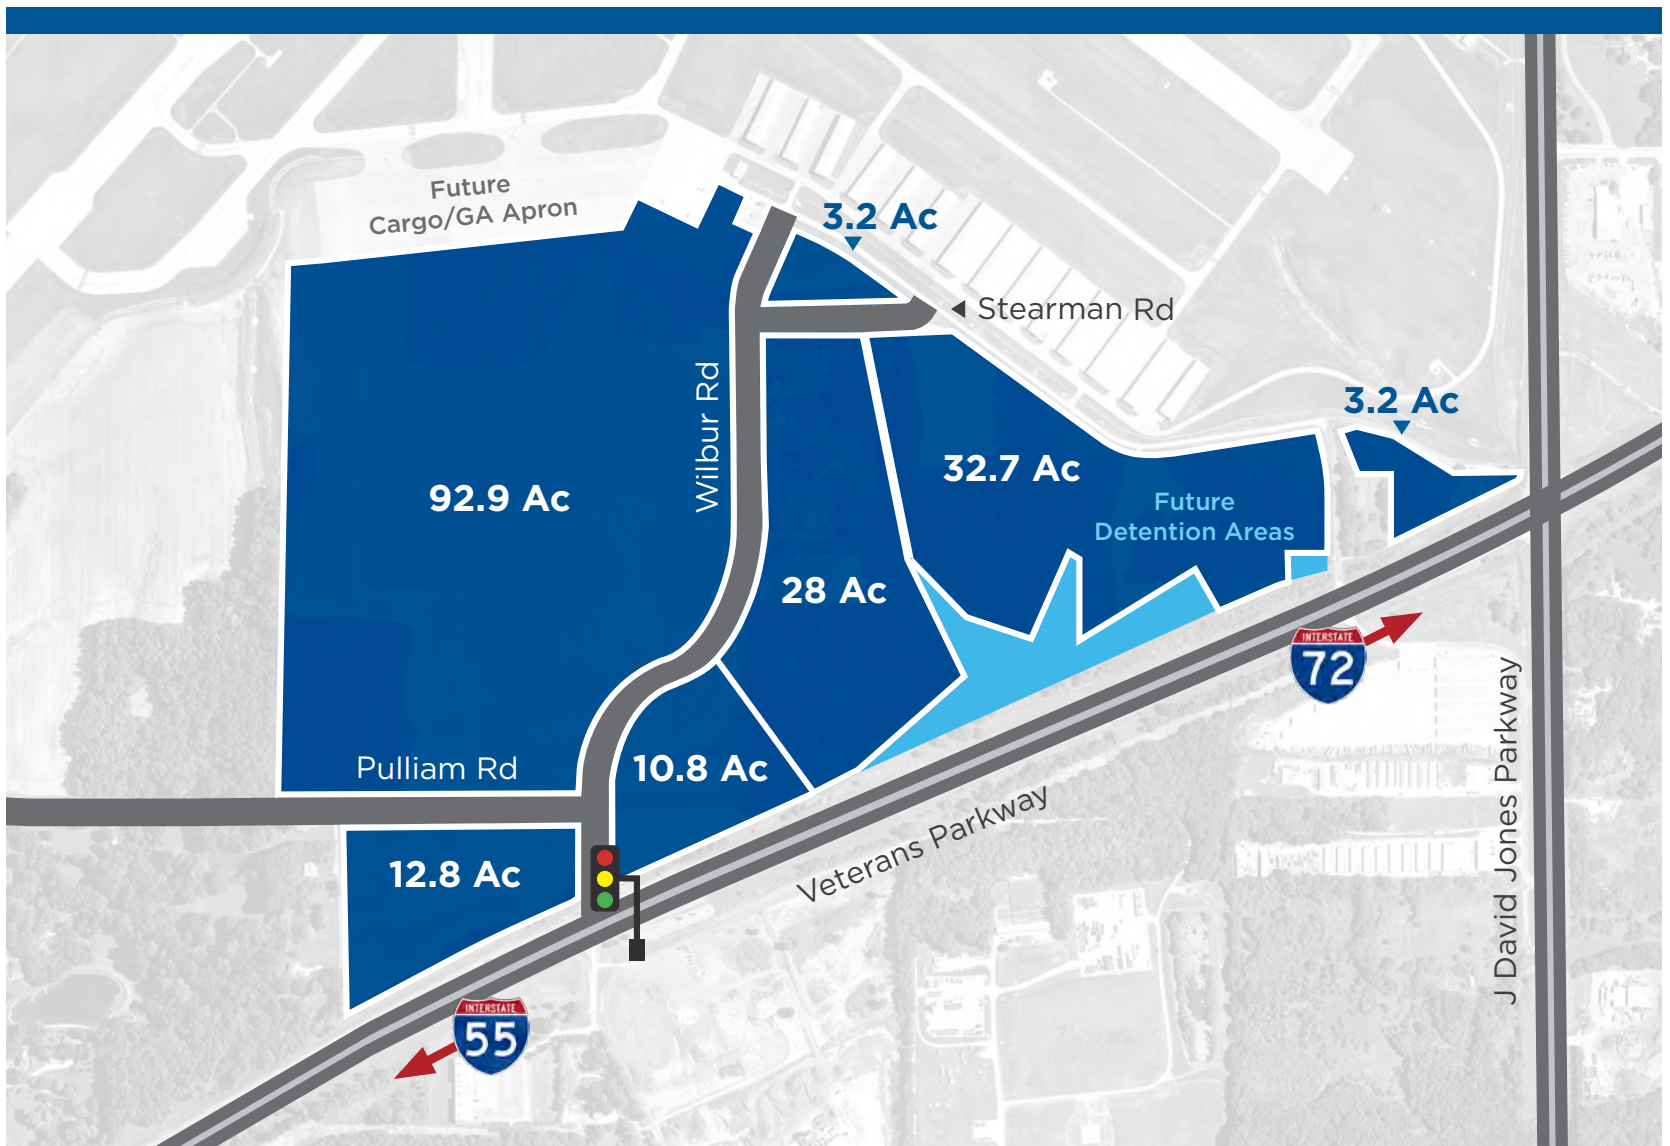 Future
Cargo/GA Apron
3.2 Ac
Stearman Rd
Wilbur Rd
3.2 Ac
92.9 Ac
32.7 Ac
Future
Detention Areas
28 Ac
INTERSTATE
72
Pulliam Rd
10.8 Ac
J David Jones Parkway
Veterans Parkway
12.8 Ac
INTERSTATE
55